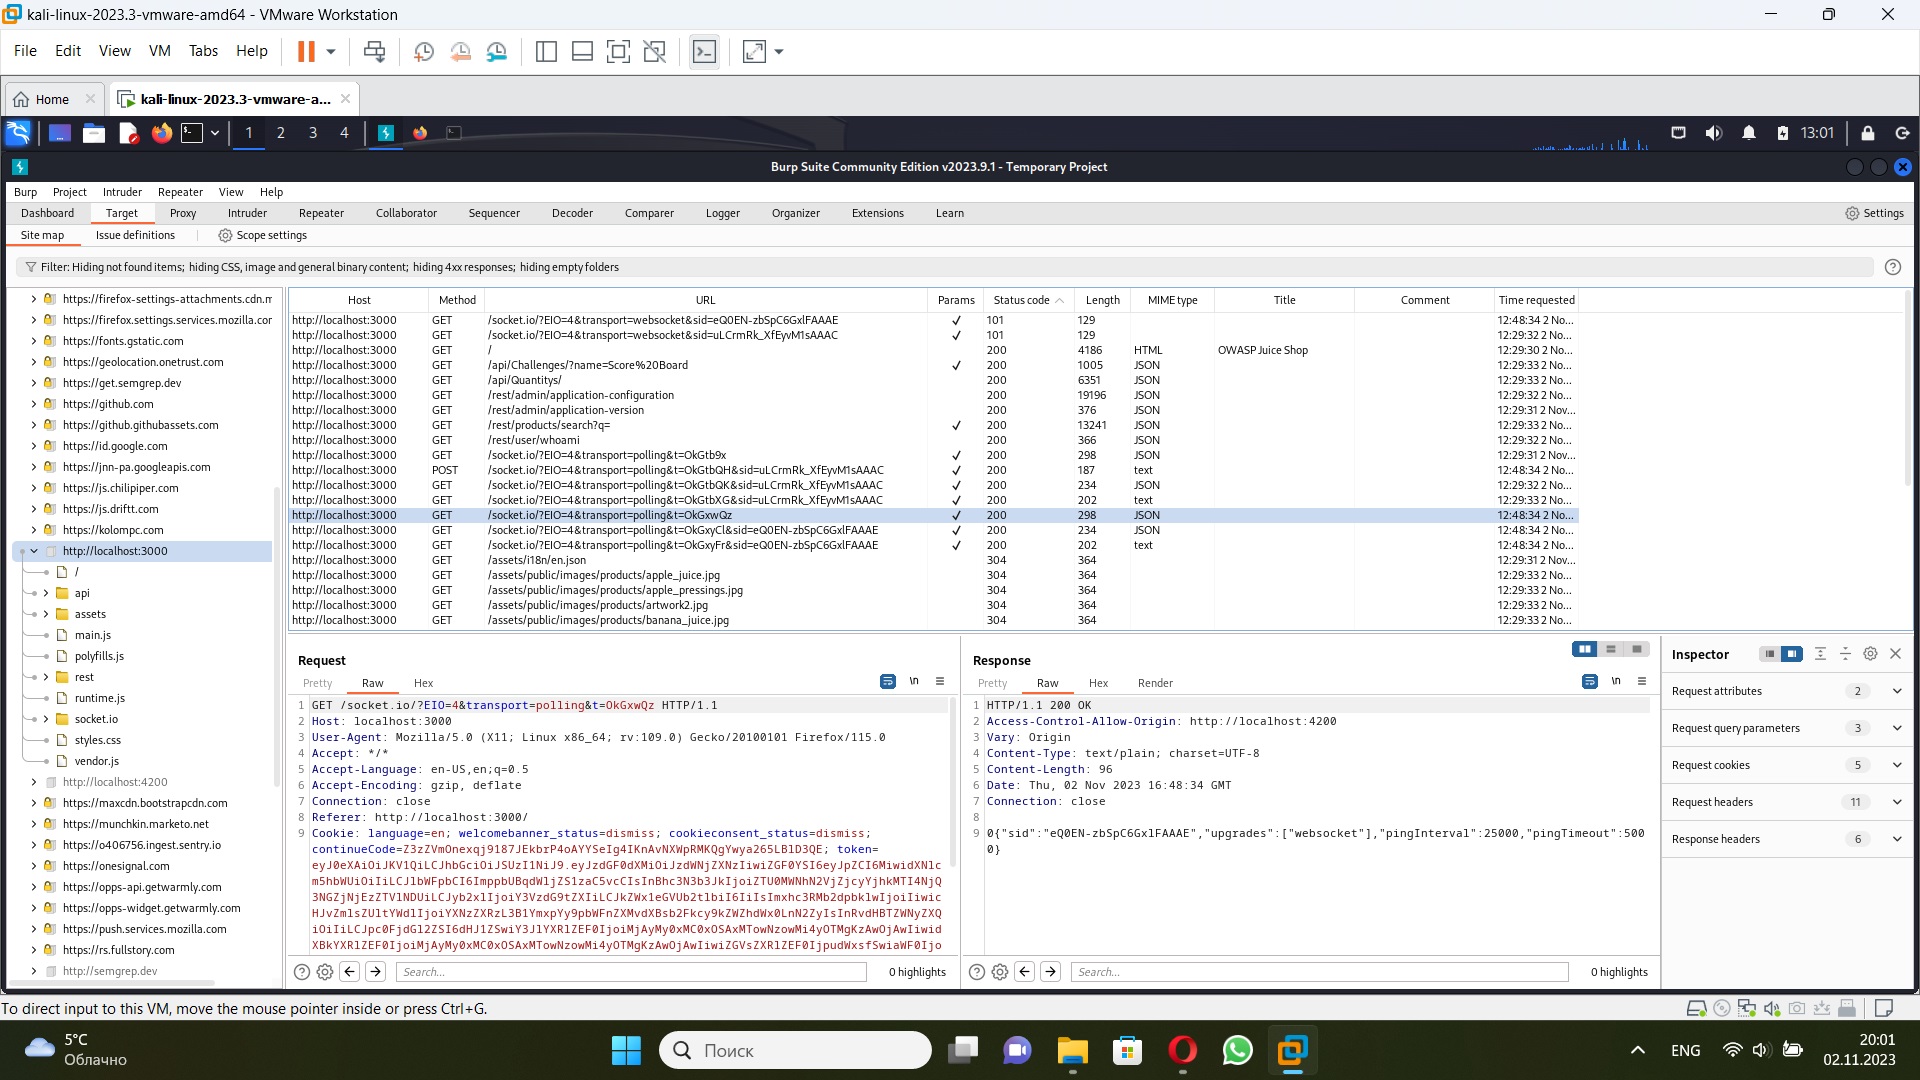 kali-linux-2023.3-vmware-amd64 - VMware Workstation
File Edit View VM Tabs Help
Home
kali-linux-2023.3-vmware-a...
1 2 3 4
13:01
Burp Suite Community Edition v2023.9.1 - Temporary Project
Burp Project Intruder Repeater View Help
Dashboard Target Proxy Intruder Repeater Collaborator Sequencer Decoder Comparer Logger Organizer Extensions Learn Settings
Site map Issue definitions Scope settings
Filter: Hiding not found items; hiding CSS, image and general binary content; hiding 4xx responses; hiding empty folders
https://firefox-settings-attachments.cdn.m
https://firefox.settings.services.mozilla.cor
https://fonts.gstatic.com
https://geolocation.onetrust.com
https://get.semgrep.dev
https://github.com
https://github.githubassets.com
https://id.google.com
https://jnn-pa.googleapis.com
https://js.chilipiper.com
https://js.driftt.com
https://kolompc.com
http://localhost:3000
/
api
assets
main.js
polyfills.js
rest
runtime.js
socket.io
styles.css
vendor.js
http://localhost:4200
https://maxcdn.bootstrapcdn.com
https://munchkin.marketo.net
https://o406756.ingest.sentry.io
https://onesignal.com
https://opps-api.getwarmly.com
https://opps-widget.getwarmly.com
https://push.services.mozilla.com
https://rs.fullstory.com
http://semgrep.dev
Host Method URL Params Status code Length MIME type Title Comment Time requested
http://localhost:3000 GET /socket.io/?EIO=4&transport=websocket&sid=eQ0EN-zbSpC6GxlFAAAE ✓ 101 129 12:48:34 2 No...
http://localhost:3000 GET /socket.io/?EIO=4&transport=websocket&sid=uLCrmRk_XfEyvM1sAAAC ✓ 101 129 12:29:32 2 No...
http://localhost:3000 GET / 200 4186 HTML OWASP Juice Shop 12:29:30 2 No...
http://localhost:3000 GET /api/Challenges/?name=Score%20Board ✓ 200 1005 JSON 12:29:33 2 No...
http://localhost:3000 GET /api/Quantitys/ 200 6351 JSON 12:29:33 2 No...
http://localhost:3000 GET /rest/admin/application-configuration 200 19196 JSON 12:29:32 2 No...
http://localhost:3000 GET /rest/admin/application-version 200 376 JSON 12:29:31 2 Nov...
http://localhost:3000 GET /rest/products/search?q= ✓ 200 13241 JSON 12:29:33 2 No...
http://localhost:3000 GET /rest/user/whoami 200 366 JSON 12:29:32 2 No...
http://localhost:3000 GET /socket.io/?EIO=4&transport=polling&t=OkGtb9x ✓ 200 298 JSON 12:29:31 2 Nov...
http://localhost:3000 POST /socket.io/?EIO=4&transport=polling&t=OkGtbQH&sid=uLCrmRk_XfEyvM1sAAAC ✓ 200 187 text 12:48:34 2 No...
http://localhost:3000 GET /socket.io/?EIO=4&transport=polling&t=OkGtbQK&sid=uLCrmRk_XfEyvM1sAAAC ✓ 200 234 JSON 12:29:32 2 No...
http://localhost:3000 GET /socket.io/?EIO=4&transport=polling&t=OkGtbXG&sid=uLCrmRk_XfEyvM1sAAAC ✓ 200 202 text 12:29:33 2 No...
http://localhost:3000 GET /socket.io/?EIO=4&transport=polling&t=OkGxwQz ✓ 200 298 JSON 12:48:34 2 No...
http://localhost:3000 GET /socket.io/?EIO=4&transport=polling&t=OkGxyCl&sid=eQ0EN-zbSpC6GxlFAAAE ✓ 200 234 JSON 12:48:34 2 No...
http://localhost:3000 GET /socket.io/?EIO=4&transport=polling&t=OkGxyFr&sid=eQ0EN-zbSpC6GxlFAAAE ✓ 200 202 text 12:48:34 2 No...
http://localhost:3000 GET /assets/i18n/en.json 304 364 12:29:31 2 Nov...
http://localhost:3000 GET /assets/public/images/products/apple_juice.jpg 304 364 12:29:33 2 No...
http://localhost:3000 GET /assets/public/images/products/apple_pressings.jpg 304 364 12:29:33 2 No...
http://localhost:3000 GET /assets/public/images/products/artwork2.jpg 304 364 12:29:33 2 No...
http://localhost:3000 GET /assets/public/images/products/banana_juice.jpg 304 364 12:29:33 2 No...
Request
Pretty Raw Hex \n
1 GET /socket.io/?EIO=4&transport=polling&t=OkGxwQz HTTP/1.1
2 Host: localhost:3000
3 User-Agent: Mozilla/5.0 (X11; Linux x86_64; rv:109.0) Gecko/20100101 Firefox/115.0
4 Accept: */*
5 Accept-Language: en-US,en;q=0.5
6 Accept-Encoding: gzip, deflate
7 Connection: close
8 Referer: http://localhost:3000/
9 Cookie: language=en; welcomebanner_status=dismiss; cookieconsent_status=dismiss;
Search... 0 highlights
Response
Pretty Raw Hex Render \n
1 HTTP/1.1 200 OK
2 Access-Control-Allow-Origin: http://localhost:4200
3 Vary: Origin
4 Content-Type: text/plain; charset=UTF-8
5 Content-Length: 96
6 Date: Thu, 02 Nov 2023 16:48:34 GMT
7 Connection: close
8
9 0{"sid":"eQ0EN-zbSpC6GxlFAAAE","upgrades":["websocket"],"pingInterval":25000,"pingTimeout":500
0}
Search... 0 highlights
Inspector
Request attributes 2
Request query parameters 3
Request cookies 5
Request headers 11
Response headers 6
To direct input to this VM, move the mouse pointer inside or press Ctrl+G.
5°C
Облачно
Поиск
ENG
20:01
02.11.2023